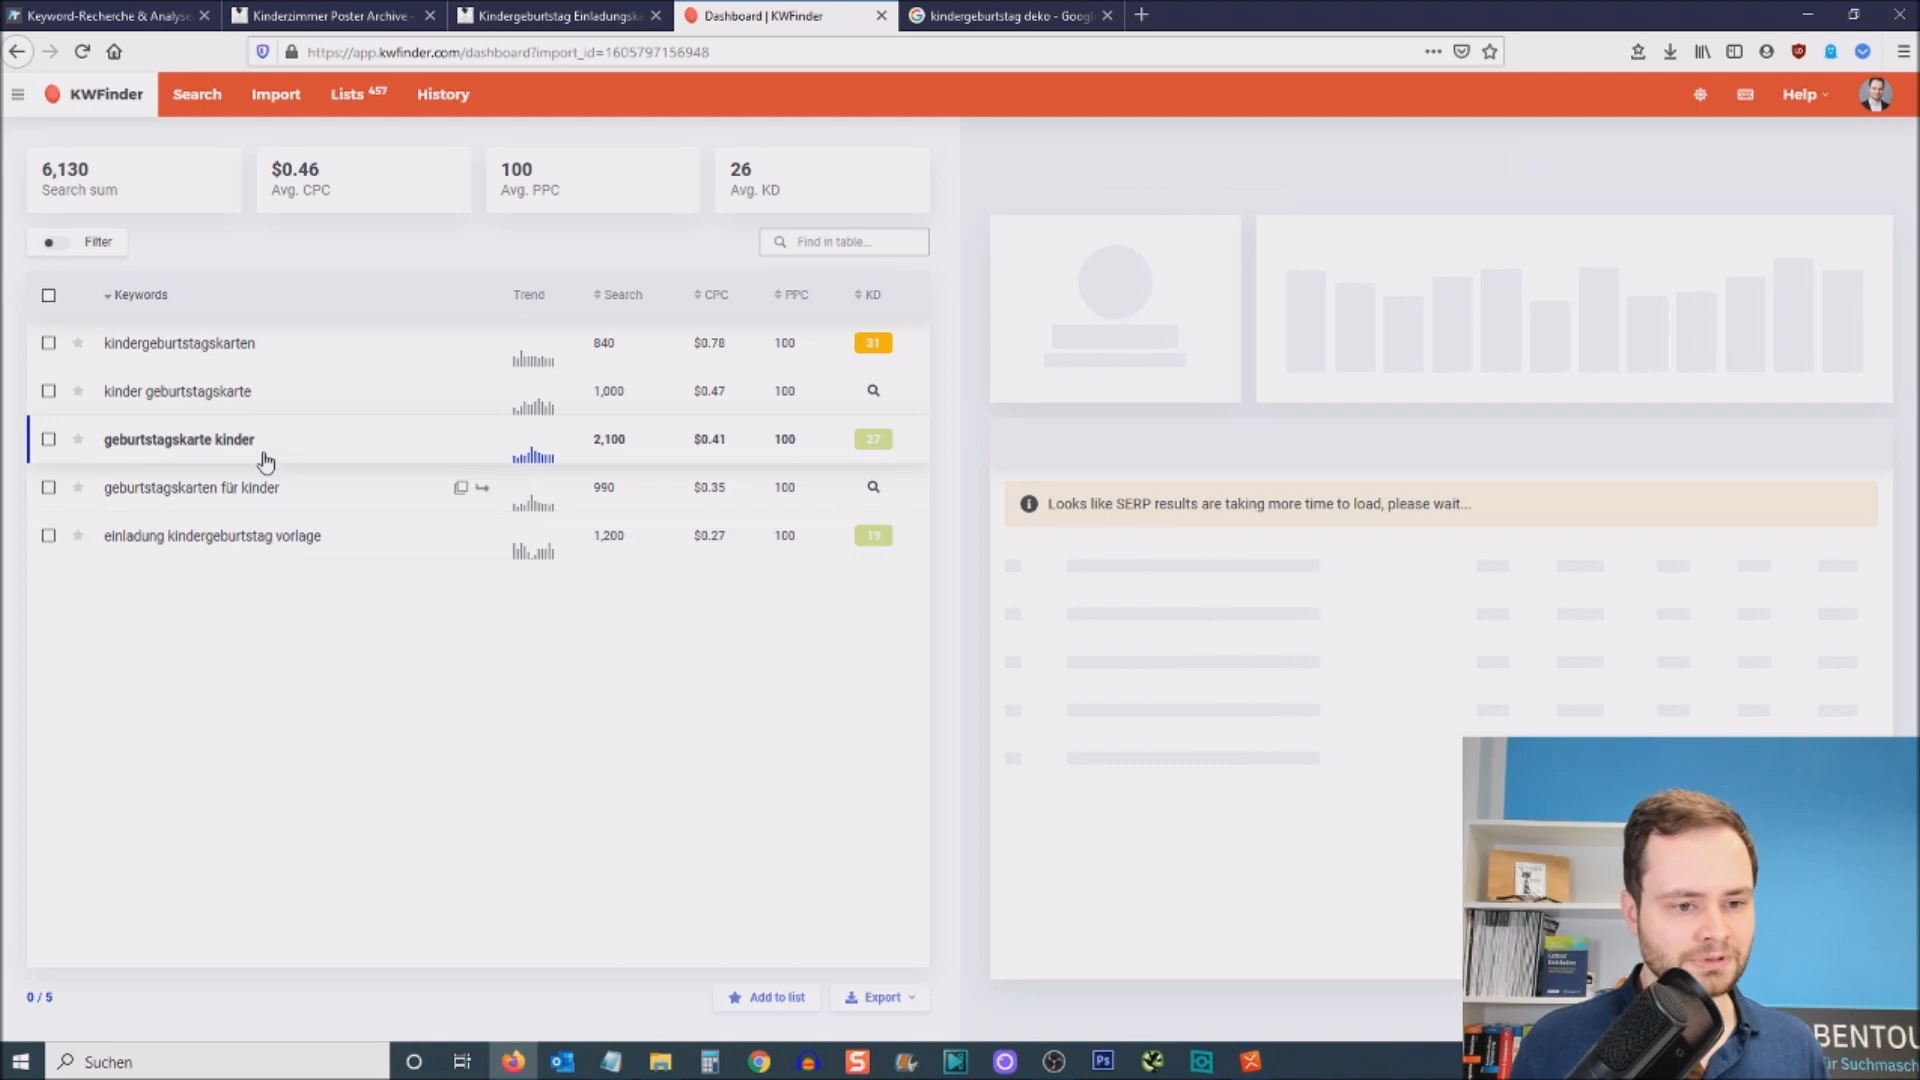 Keyword-Recherche & Analyse
Kinderzimmer Poster Archive -
Kindergeburtstag Einladungska
Dashboard | KWFinder
kindergeburtstag deko - Googl
https://app.kwfinder.com/dashboard?import_id=1605797156948
KWFinder
Search
Import
Lists 457
History
Help
6,130
Search sum
$0.46
Avg. CPC
100
Avg. PPC
26
Avg. KD
Filter
Find in table...
Keywords Trend Search CPC PPC KD
kindergeburtstagskarten 840 $0.78 100 31
kinder geburtstagskarte 1,000 $0.47 100
geburtstagskarte kinder 2,100 $0.41 100 27
geburtstagskarten für kinder 990 $0.35 100
einladung kindergeburtstag vorlage 1,200 $0.27 100 19
Looks like SERP results are taking more time to load, please wait...
0 / 5
Add to list
Export
BENTOU
ür Suchmasch
Suchen
Ps